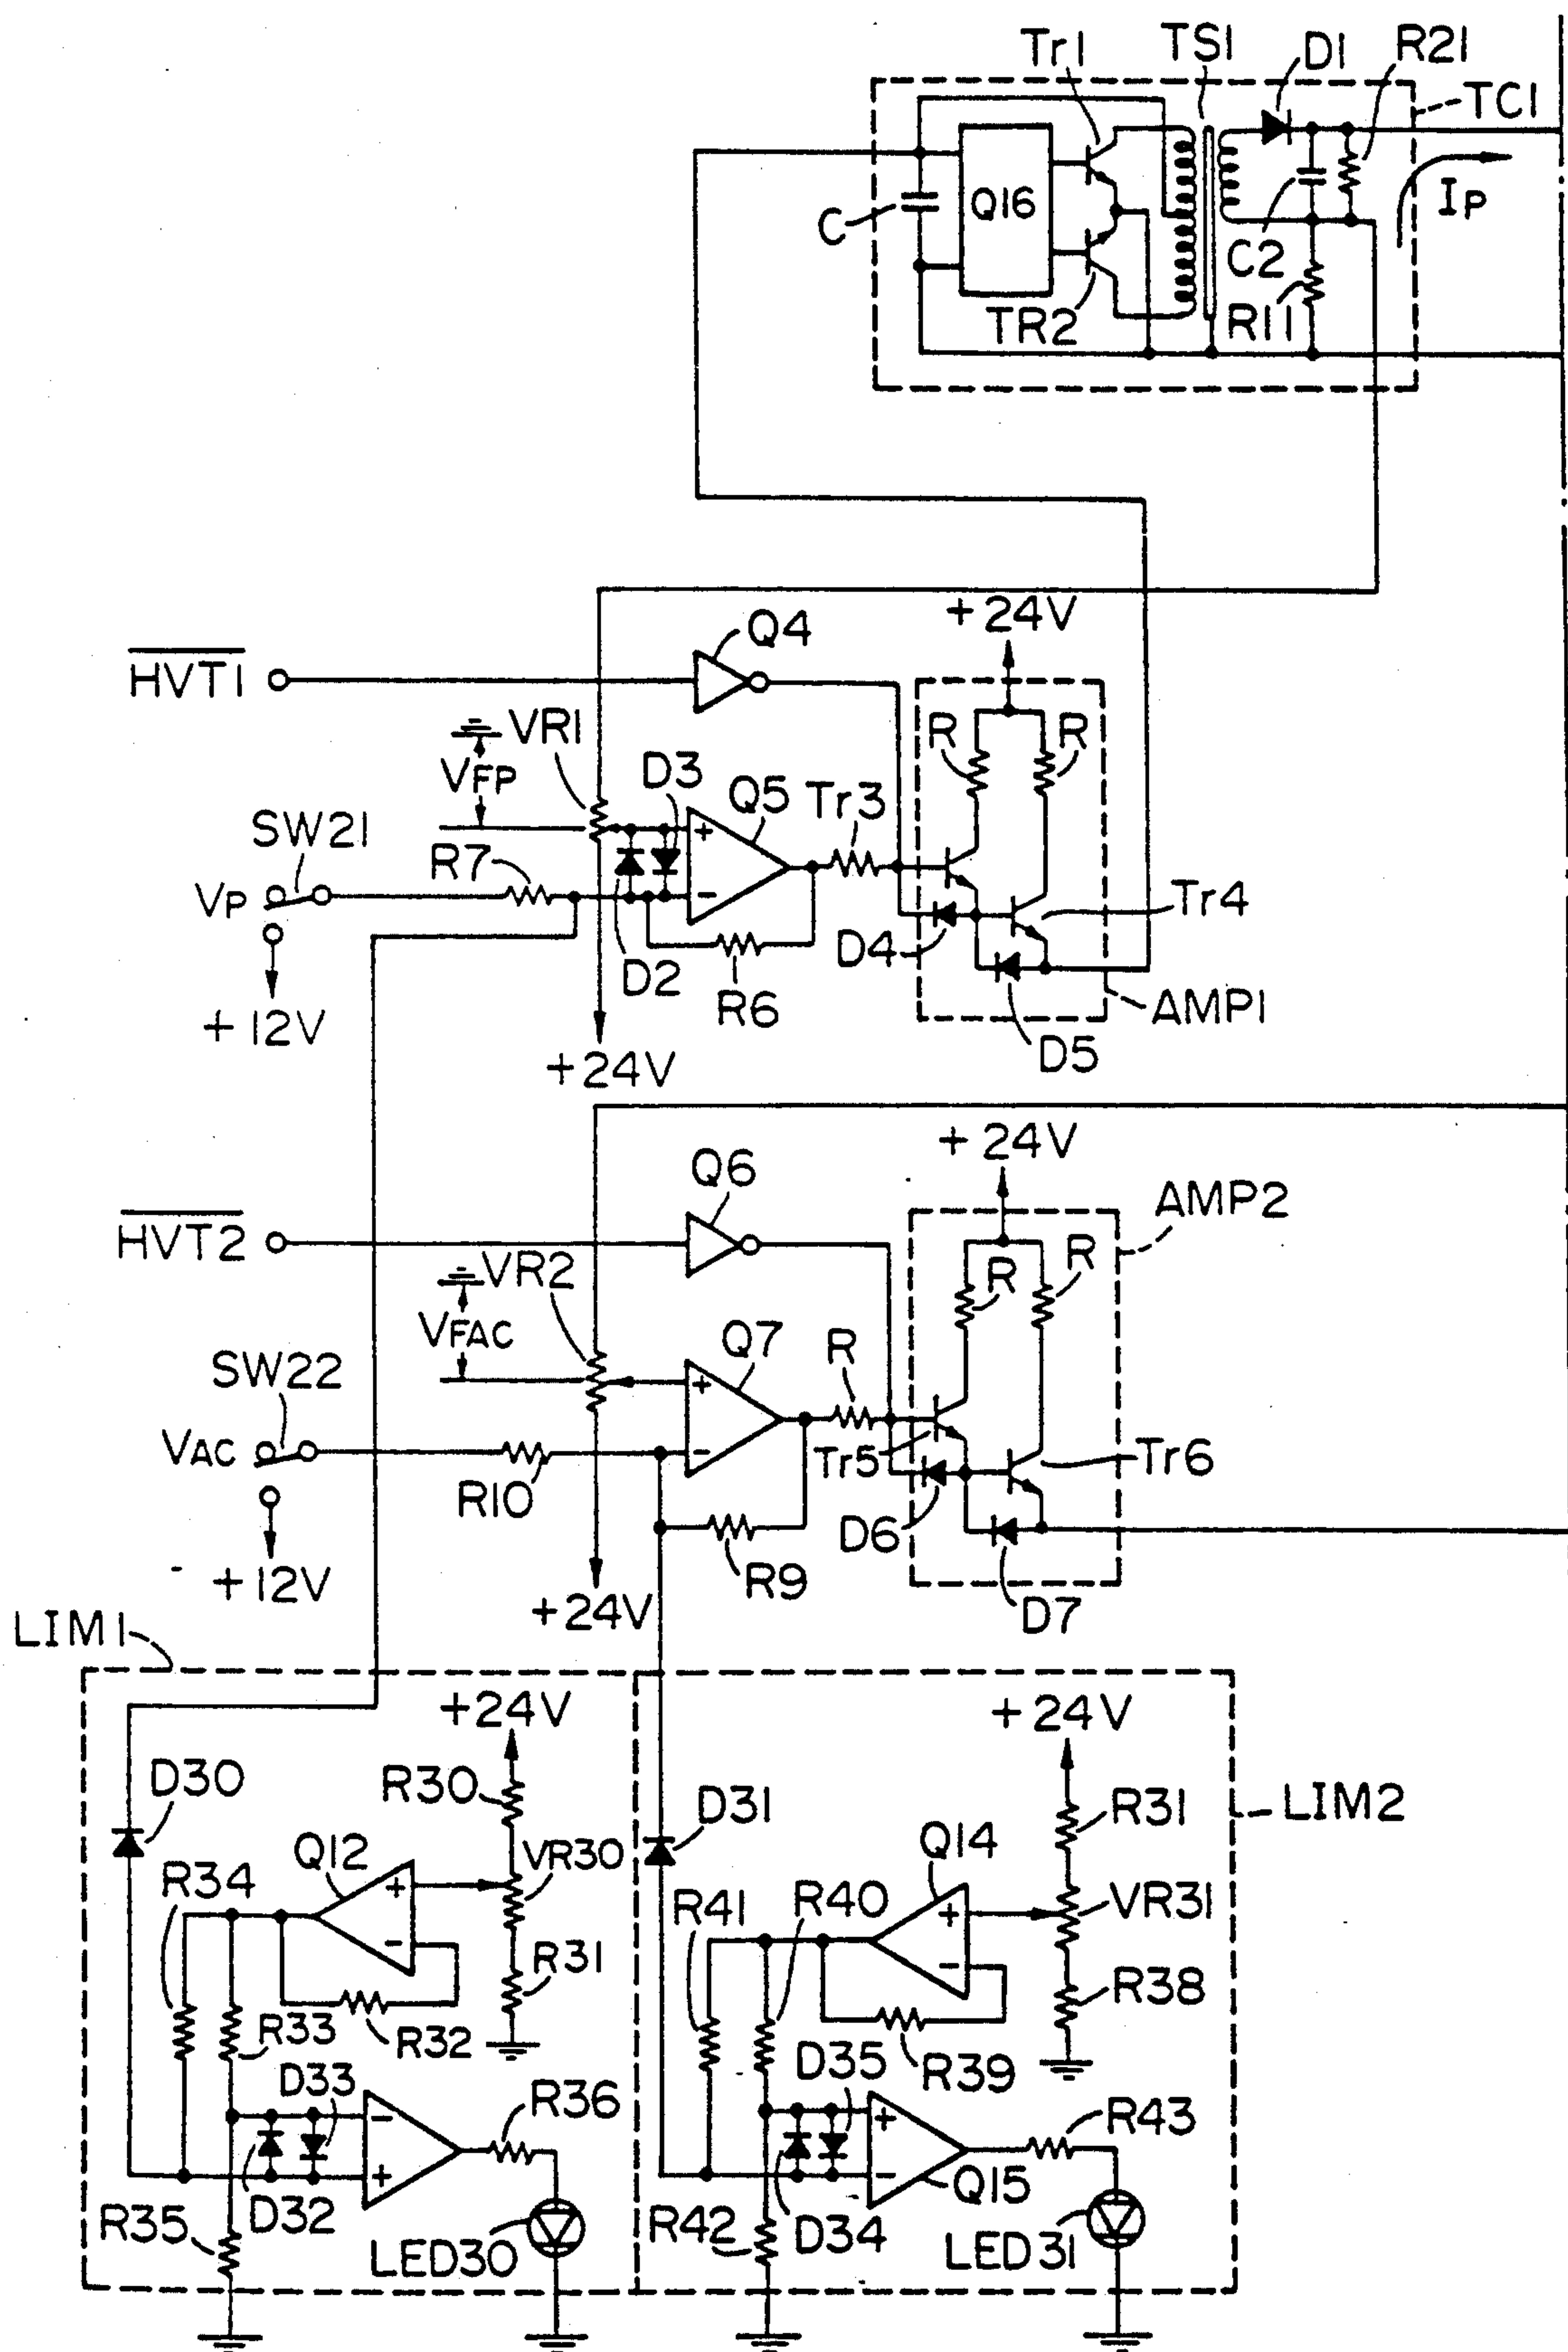 Tr1 TS1 D1 R21
TC1
C Q16 IP
C2
TR2 R11
+24V
Q4
HVT1
VR1 R R
VFP D3
Q5 Tr3
SW21
R7
VP Tr4
D4
D2
R6 AMP1
+12V
D5
+24V
+24V
Q6
AMP2
HVT2
VR2 R R
VFAC
Q7 R
SW22
VAC Tr5 Tr6
R10
D6
R9
+12V
+24V D7
LIM1
+24V +24V
D30 R30 D31 R31 LIM2
Q12 VR30 Q14
R34 R41 R40 VR31
R31 R38
R33 R32 D35 R39
D33 R36 R43
Q15
R35 D32 R42 D34
LED30 LED31